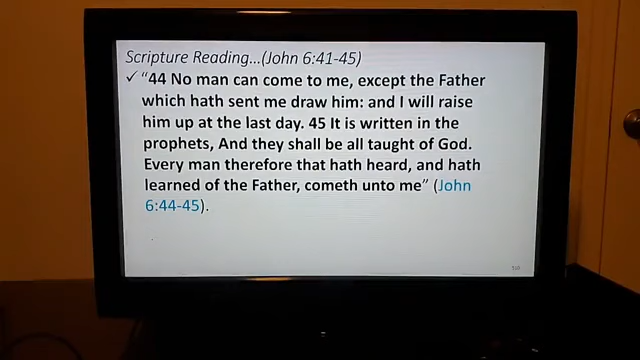 Scripture Reading...(John 6:41-45)
✓ "44 No man can come to me, except the Father
which hath sent me draw him: and I will raise
him up at the last day. 45 It is written in the
prophets, And they shall be all taught of God.
Every man therefore that hath heard, and hath
learned of the Father, cometh unto me" (John
6:44-45).